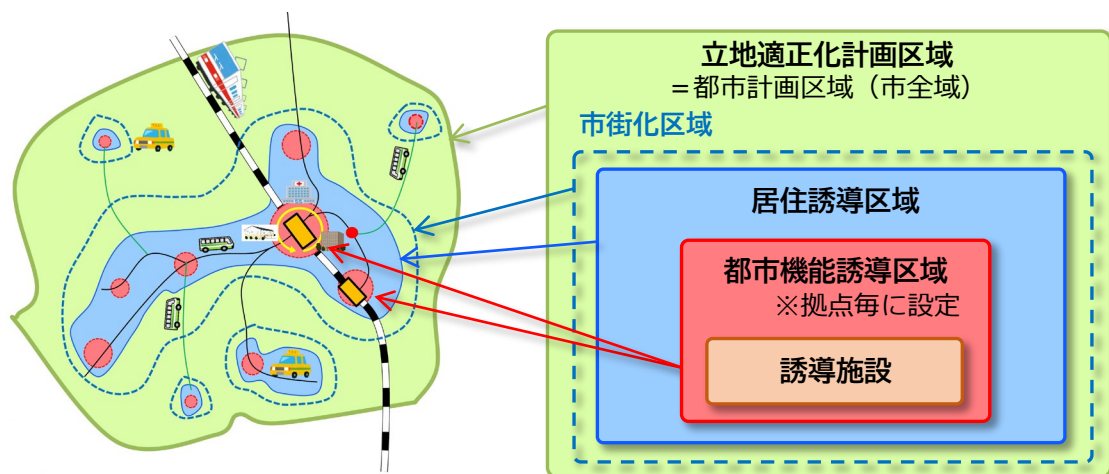 立地適正化計画区域
＝都市計画区域（市全域）
市街化区域
居住誘導区域
都市機能誘導区域
※拠点毎に設定
誘導施設